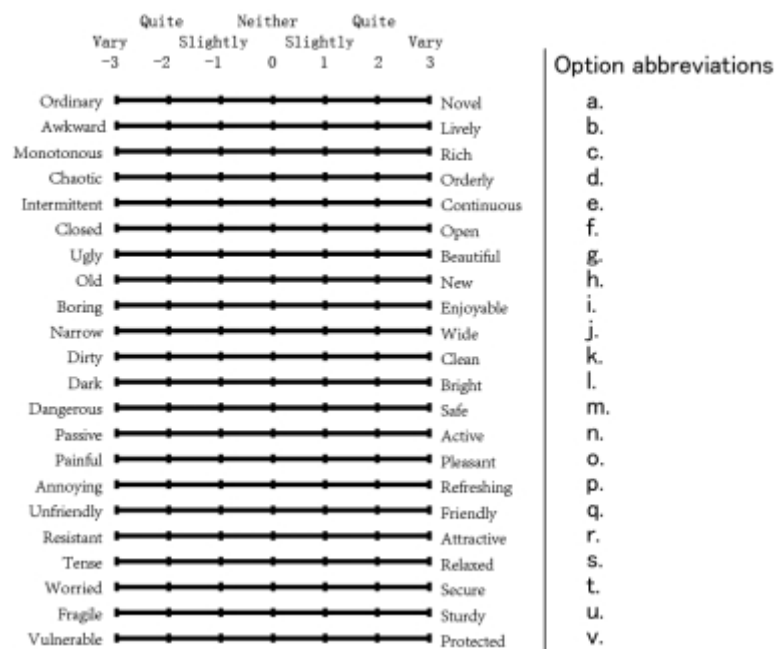 Quite Neither Quite
Vary Slightly Slightly Vary
-3 -2 -1 0 1 2 3
Option abbreviations
Ordinary Novel a.
Awkward Lively b.
Monotonous Rich c.
Chaotic Orderly d.
Intermittent Continuous e.
Closed Open f.
Ugly Beautiful g.
Old New h.
Boring Enjoyable i.
Narrow Wide j.
Dirty Clean k.
Dark Bright l.
Dangerous Safe m.
Passive Active n.
Painful Pleasant o.
Annoying Refreshing p.
Unfriendly Friendly q.
Resistant Attractive r.
Tense Relaxed s.
Worried Secure t.
Fragile Sturdy u.
Vulnerable Protected v.